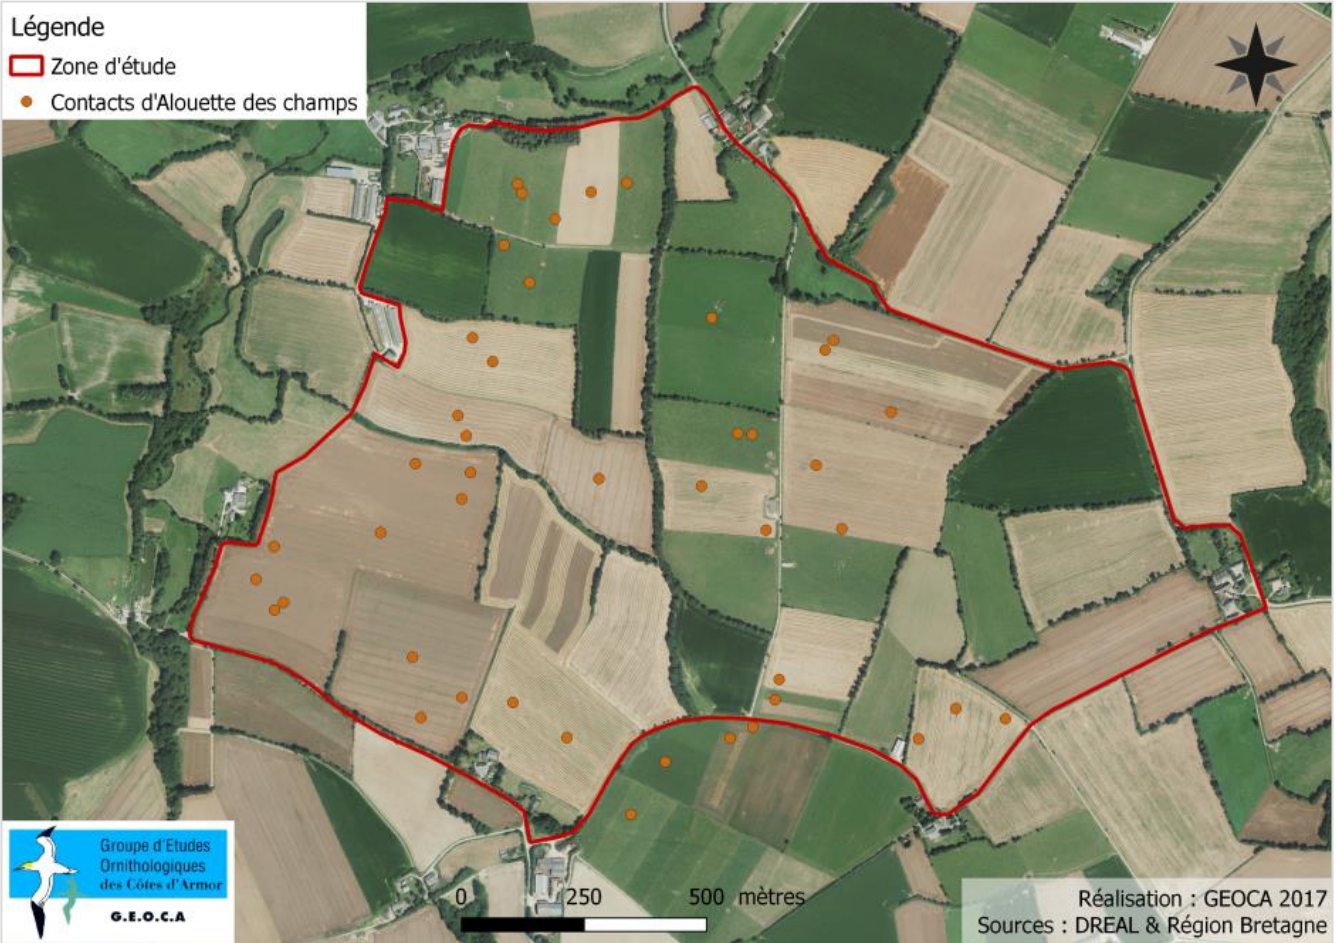 Légende
Zone d'étude
Contacts d'Alouette des champs
Groupe d'Etudes
Ornithologiques
des Côtes d'Armor
G.E.O.C.A
0 250 500 mètres
Réalisation : GEOCA 2017
Sources : DREAL & Région Bretagne